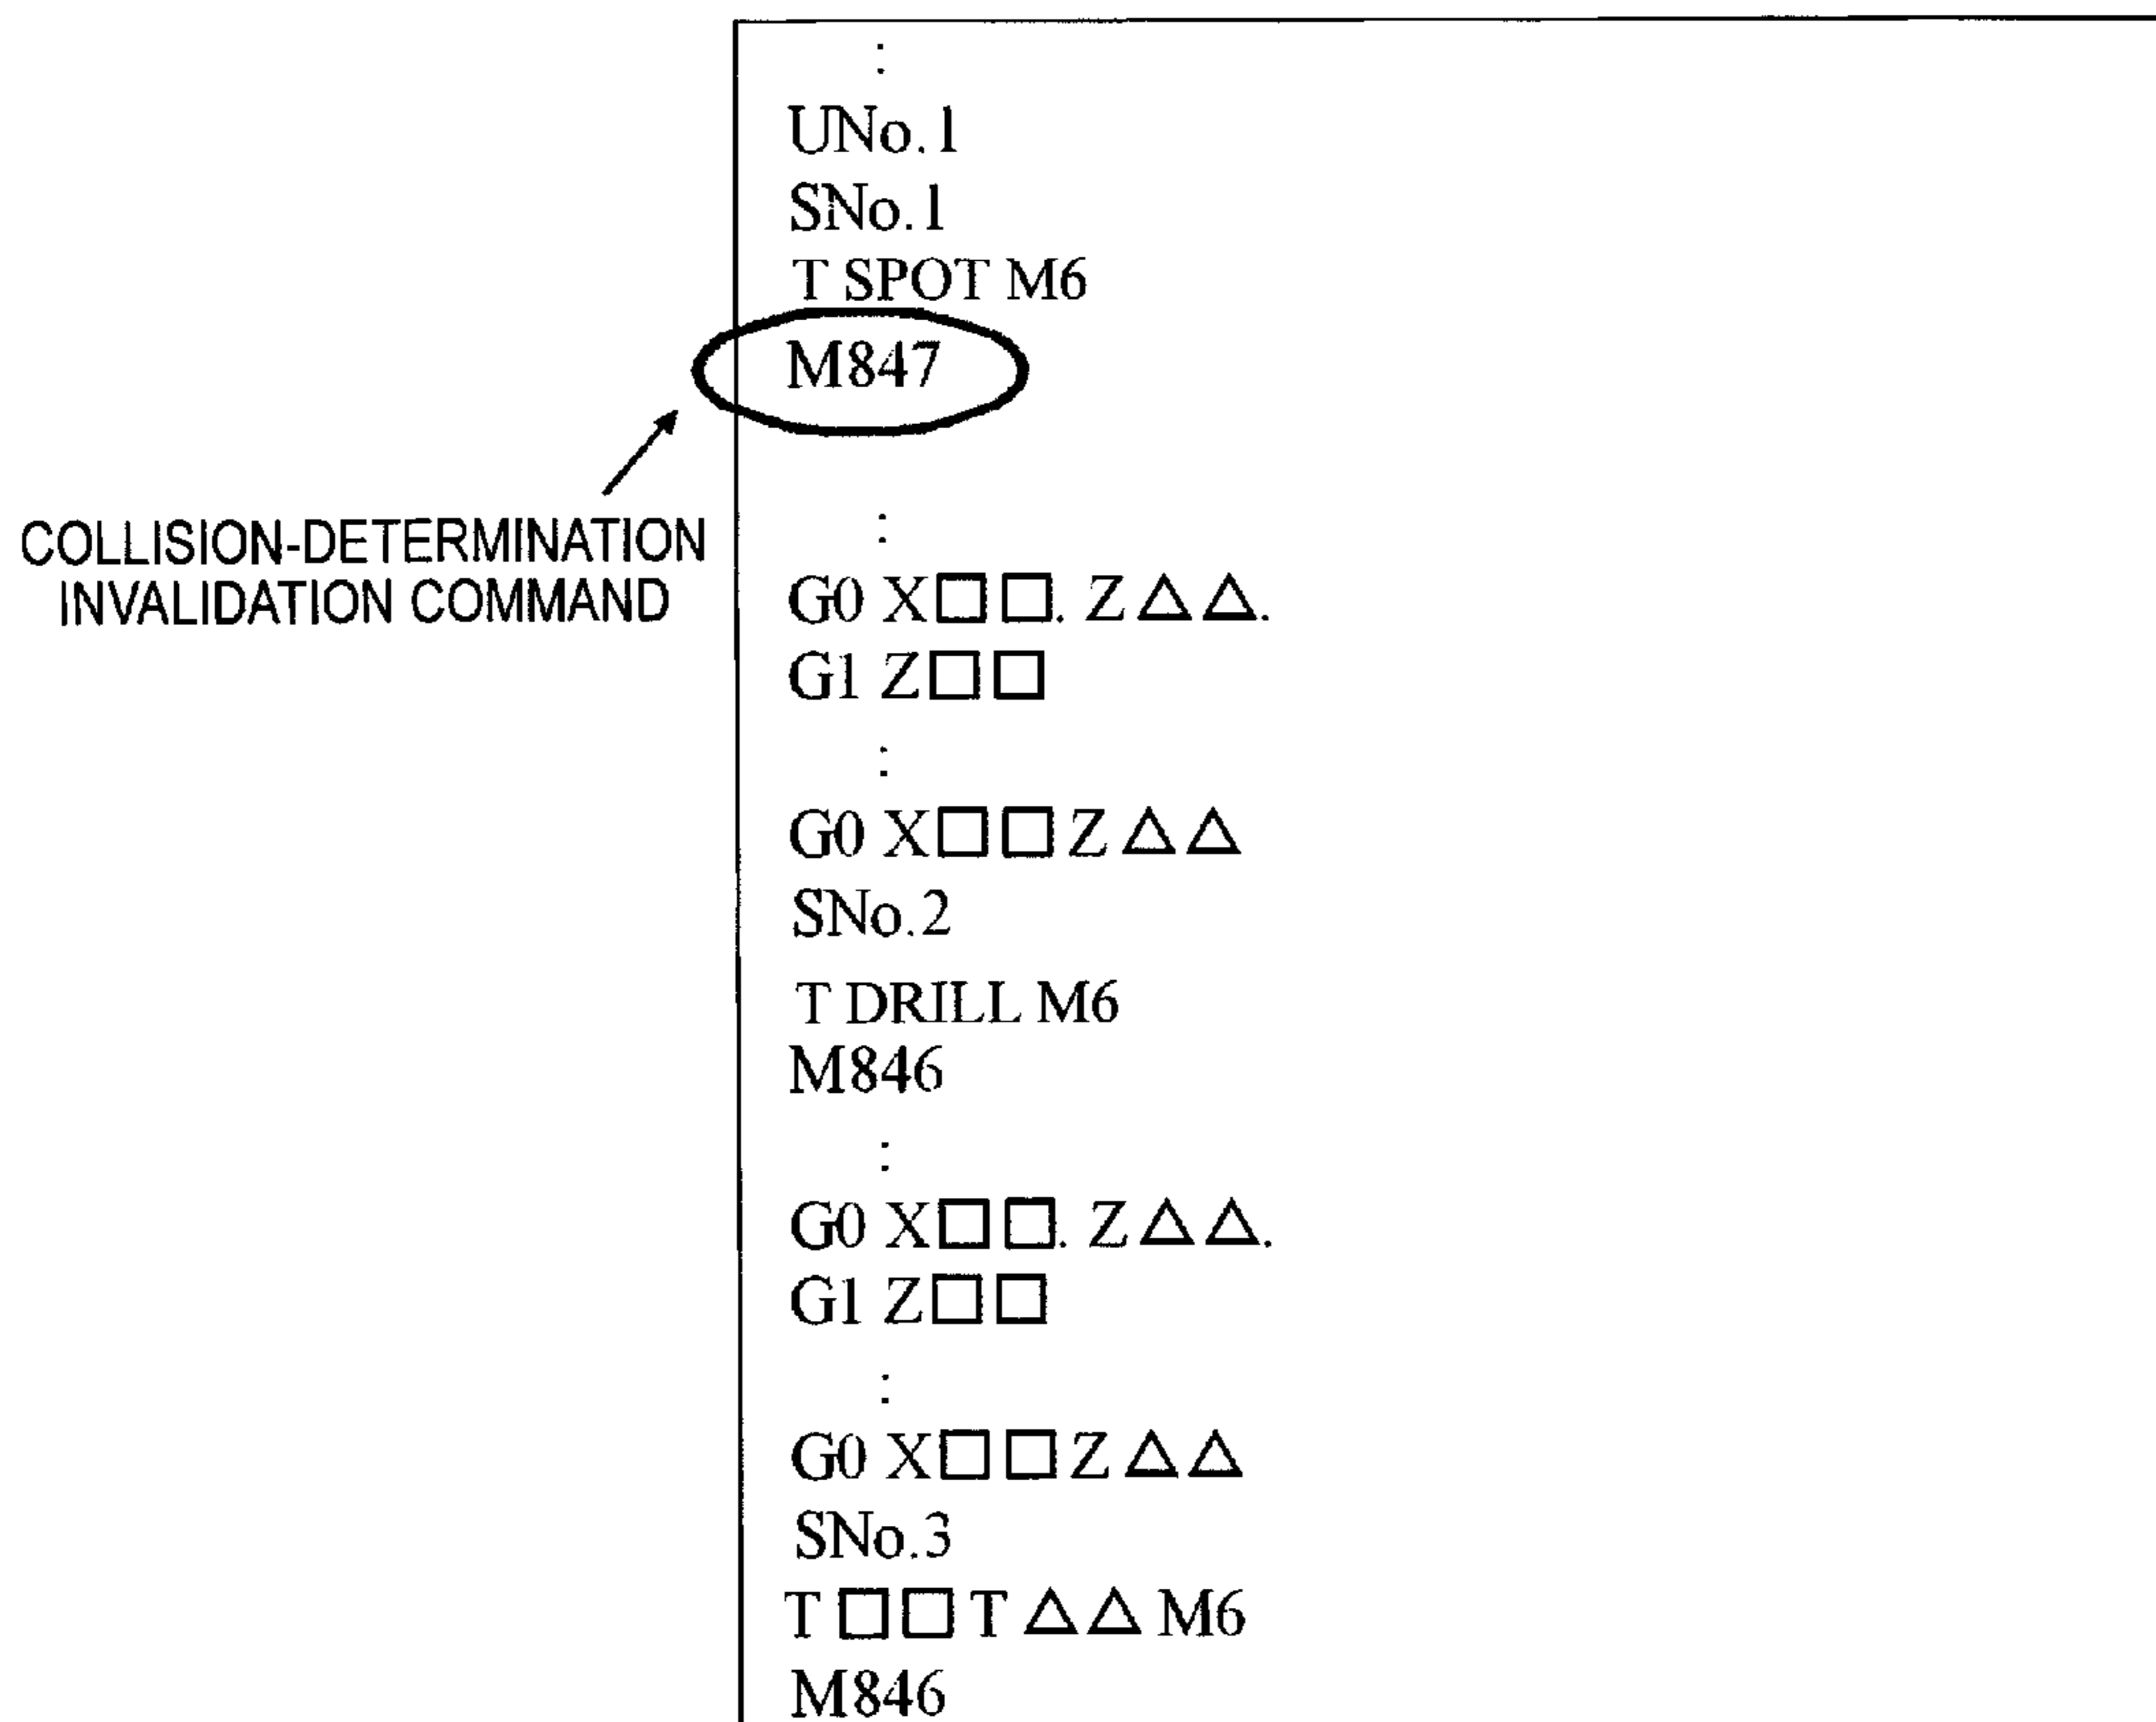 :
UNo.1
SNo.1
T SPOT M6
M847
COLLISION-DETERMINATION
INVALIDATION COMMAND
:
G0 X□□. Z△△.
G1 Z□□
:
G0 X□□Z△△
SNo.2
T DRILL M6
M846
:
G0 X□□. Z△△.
G1 Z□□
:
G0 X□□Z△△
SNo.3
T□□T△△M6
M846